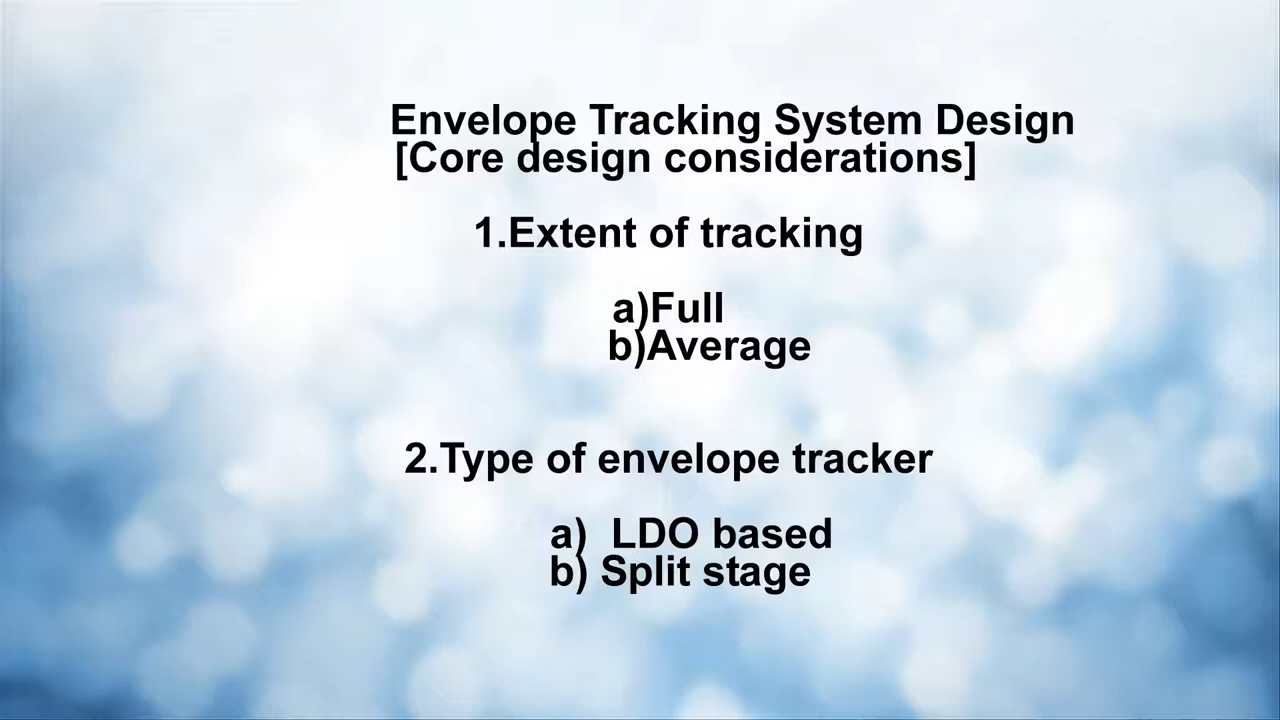 Envelope Tracking System Design
[Core design considerations]
1.Extent of tracking
a)Full
b)Average
2.Type of envelope tracker
a)  LDO based
b) Split stage